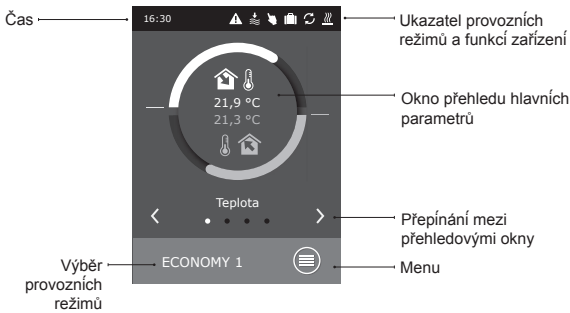 Čas
16:30
Ukazatel provozních
režimů a funkcí zařízení
21,9 °C
21,3 °C
Okno přehledu hlavních
parametrů
Teplota
Přepínání mezi
přehledovými okny
Výběr
provozních
režimů
ECONOMY 1
Menu